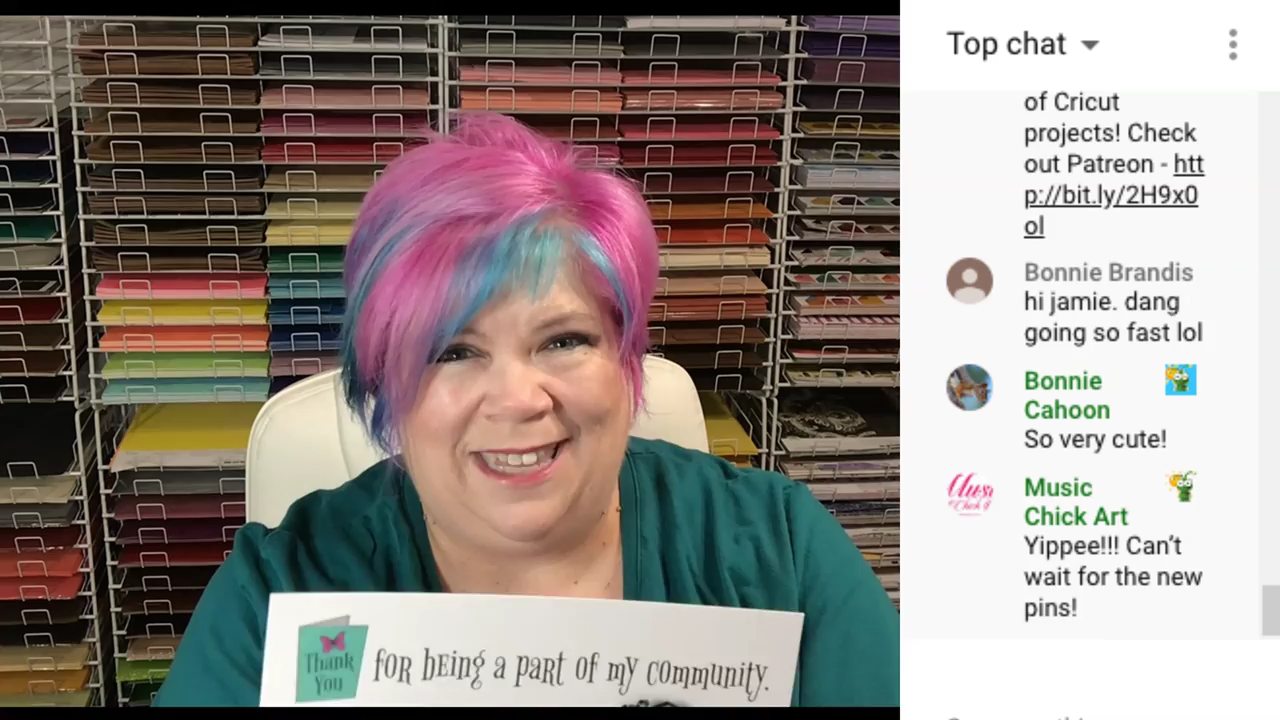 Thank
You
for being a part of my community.
Top chat
of Cricut
projects! Check
out Patreon - htt
p://bit.ly/2H9x0
ol
Bonnie Brandis
hi jamie. dang
going so fast lol
Bonnie
Cahoon
So very cute!
Music
Chick Art
Yippee!!! Can't
wait for the new
pins!